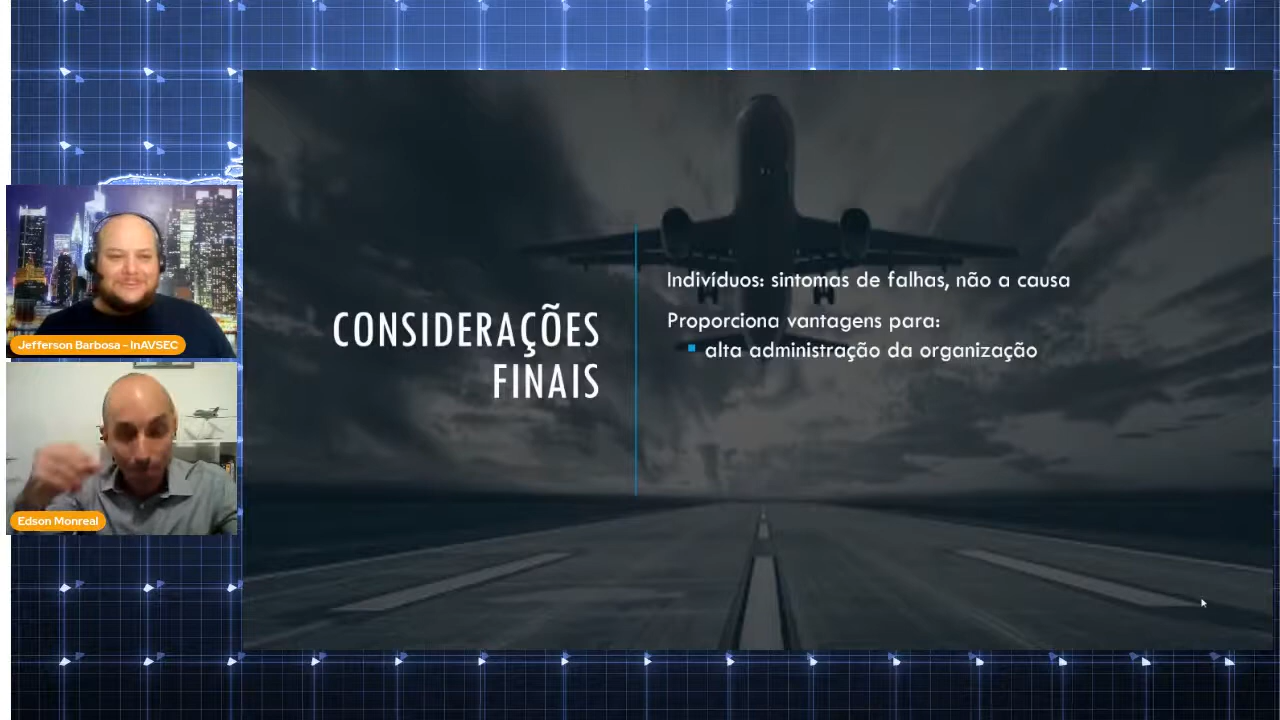 Jefferson Barbosa - InAVSEC
Edson Monreal
CONSIDERAÇÕES
FINAIS
Indivíduos: sintomas de falhas, não a causa
Proporciona vantagens para:
alta administração da organização